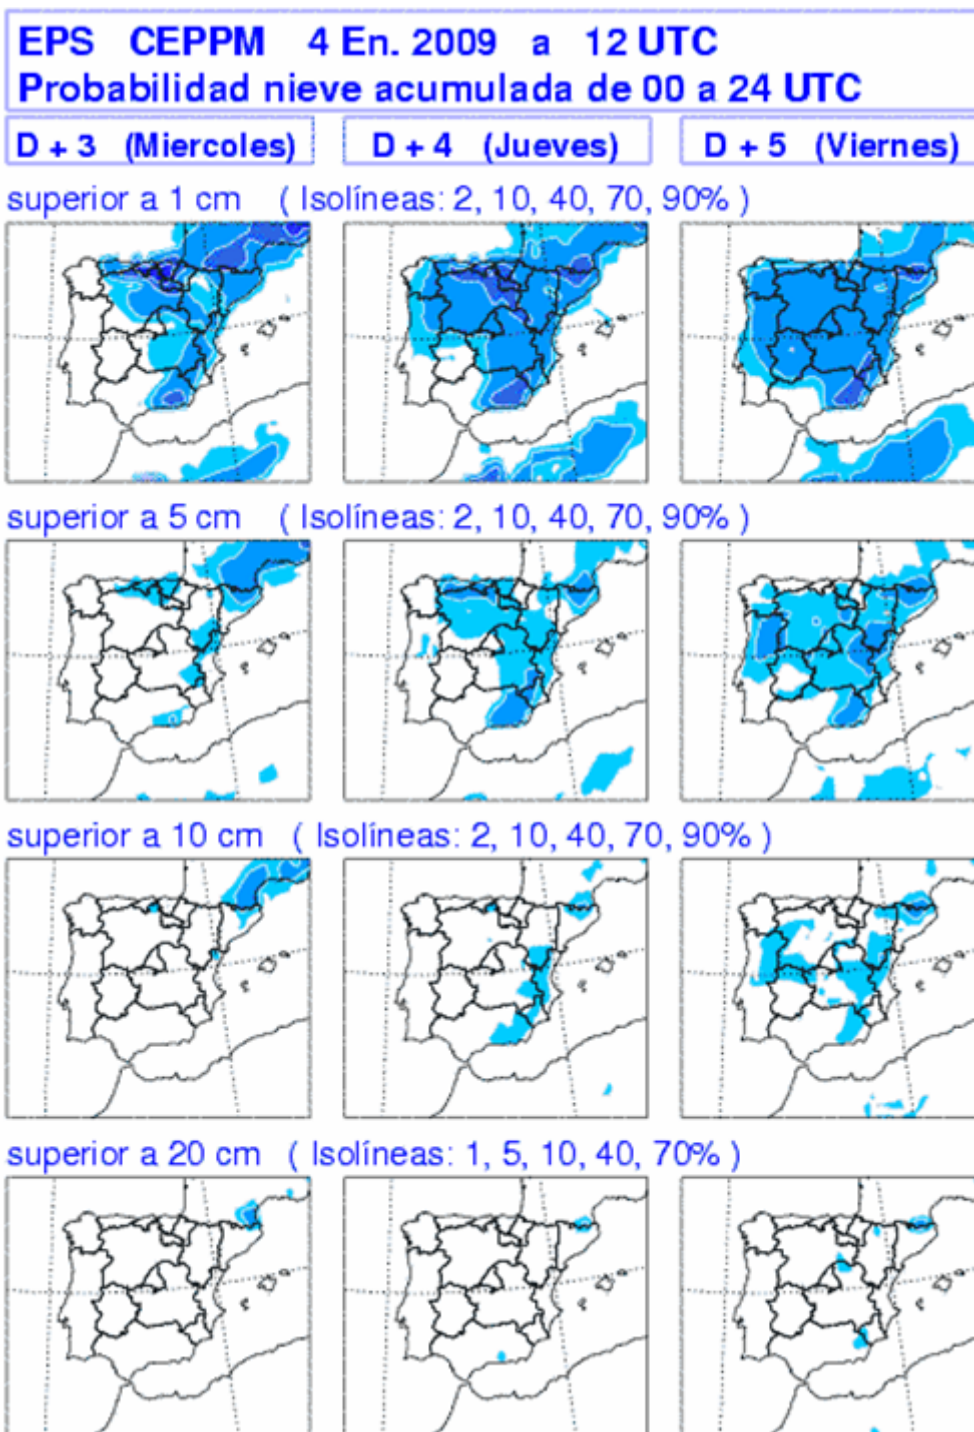 EPS CEPPM 4 En. 2009 a 12 UTC
Probabilidad nieve acumulada de 00 a 24 UTC
D + 3 (Miercoles)
D + 4 (Jueves)
D + 5 (Viernes)
superior a 1 cm ( Isolíneas: 2, 10, 40, 70, 90% )
superior a 5 cm ( Isolíneas: 2, 10, 40, 70, 90% )
superior a 10 cm ( Isolíneas: 2, 10, 40, 70, 90% )
superior a 20 cm ( Isolíneas: 1, 5, 10, 40, 70% )